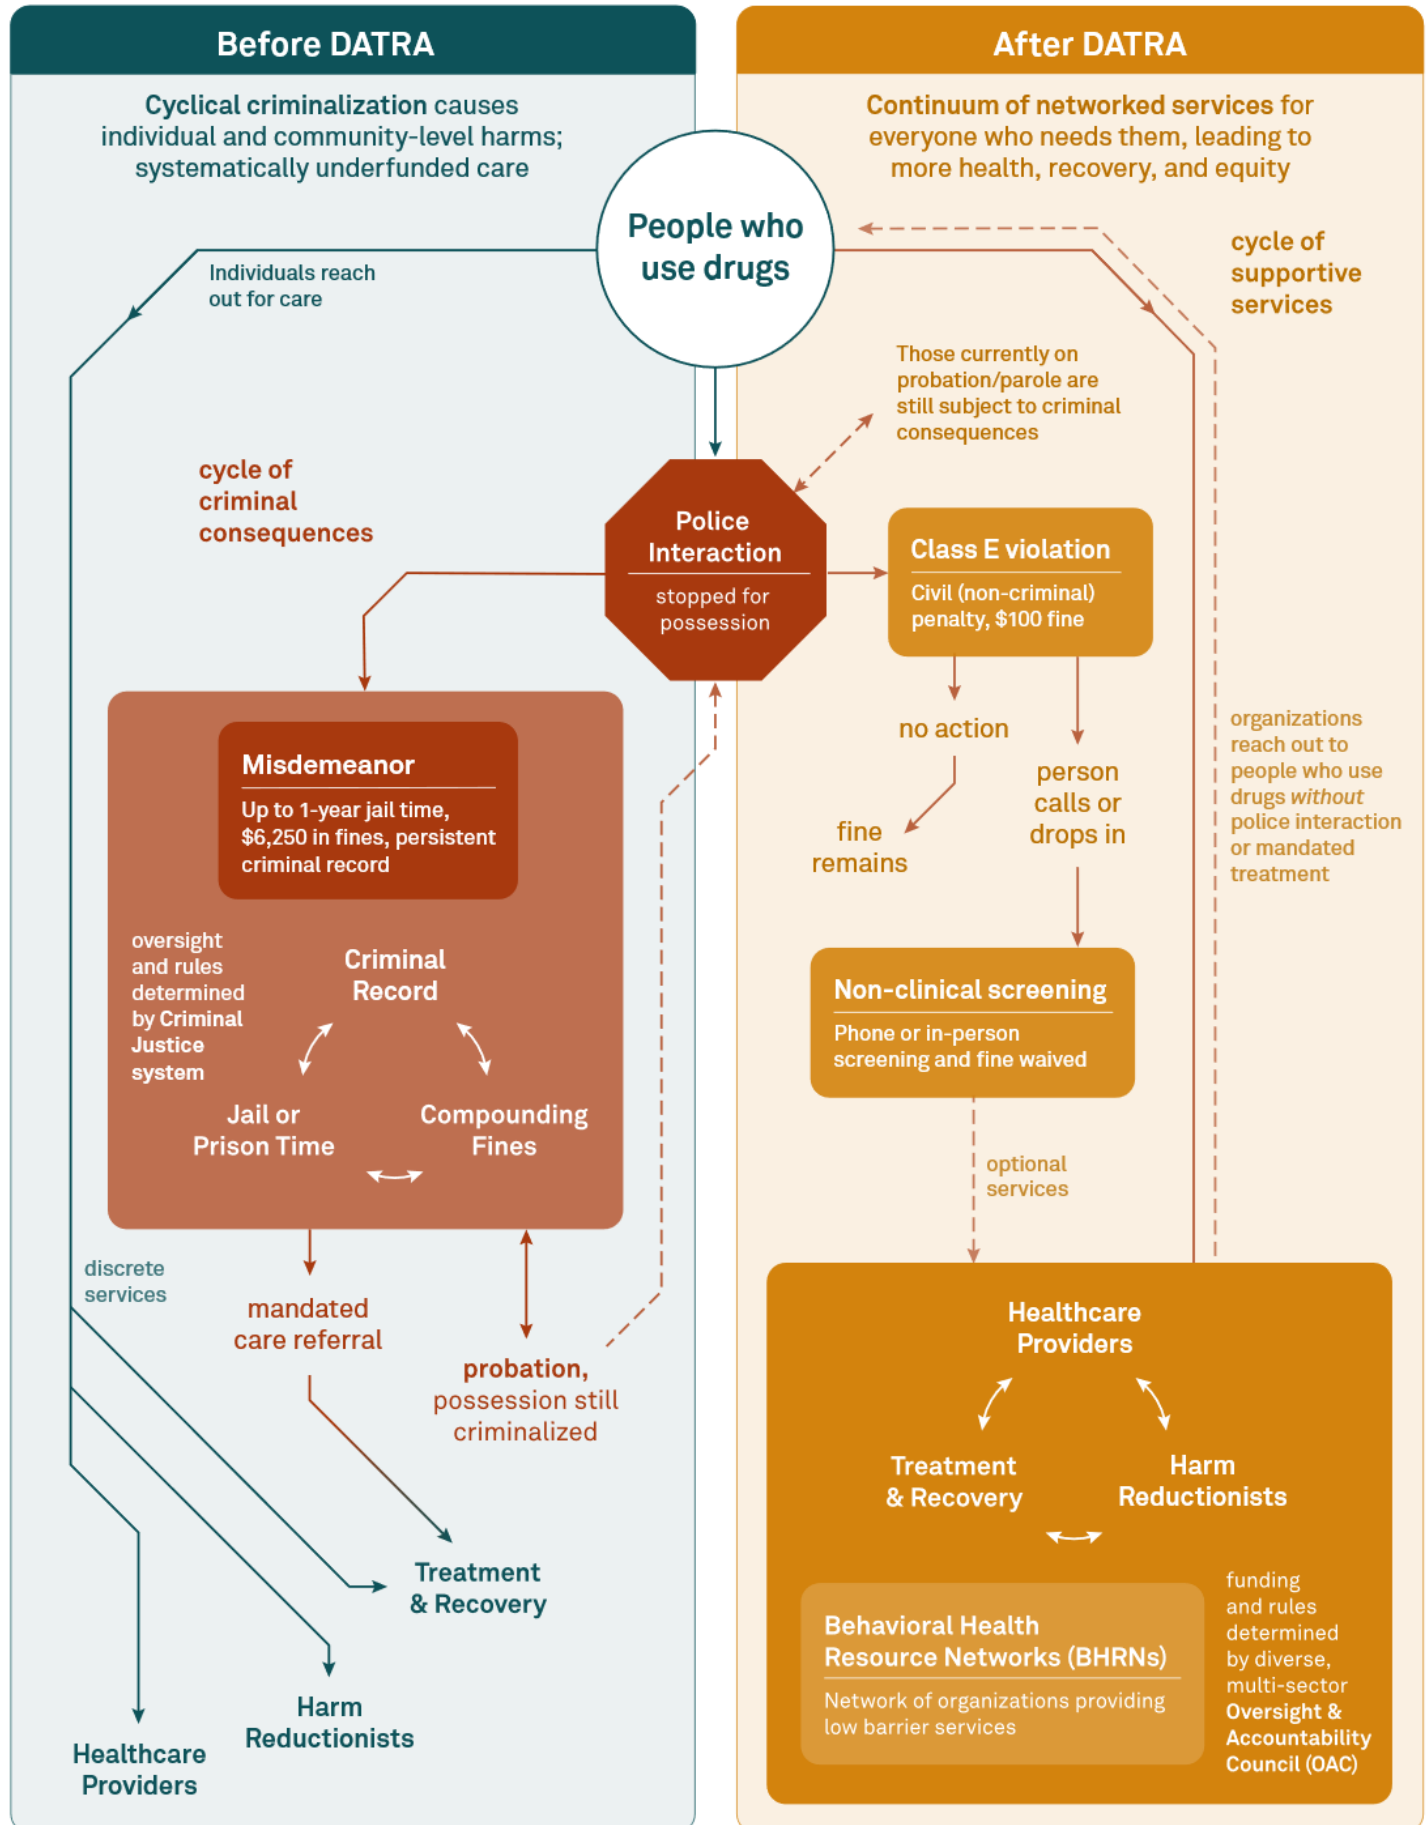 Before DATRA
Cyclical criminalization causes
individual and community-level harms;
systematically underfunded care
After DATRA
Continuum of networked services for
everyone who needs them, leading to
more health, recovery, and equity
People who
use drugs
Individuals reach
out for care
cycle of
supportive
services
Those currently on
probation/parole are
still subject to criminal
consequences
cycle of
criminal
consequences
Police
Interaction
stopped for
possession
Class E violation
Civil (non-criminal)
penalty, $100 fine
Misdemeanor
Up to 1-year jail time,
$6,250 in fines, persistent
criminal record
oversight
and rules
determined
by Criminal
Justice
system
Criminal
Record
Jail or
Prison Time
Compounding
Fines
no action
fine
remains
person
calls or
drops in
organizations
reach out to
people who use
drugs without
police interaction
or mandated
treatment
Non-clinical screening
Phone or in-person
screening and fine waived
optional
services
discrete
services
mandated
care referral
probation,
possession still
criminalized
Treatment
& Recovery
Harm
Reductionists
Healthcare
Providers
Healthcare
Providers
Treatment
& Recovery
Harm
Reductionists
Behavioral Health
Resource Networks (BHRNs)
Network of organizations providing
low barrier services
funding
and rules
determined
by diverse,
multi-sector
Oversight &
Accountability
Council (OAC)